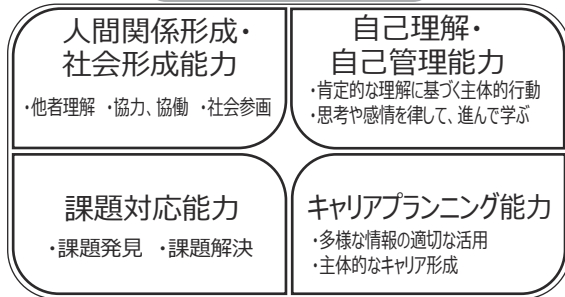 人間関係形成・
社会形成能力
・他者理解 ・協力、協働 ・社会参画
自己理解・
自己管理能力
・肯定的な理解に基づく主体的行動
・思考や感情を律して、進んで学ぶ
課題対応能力
・課題発見 ・課題解決
キャリアプランニング能力
・多様な情報の適切な活用
・主体的なキャリア形成